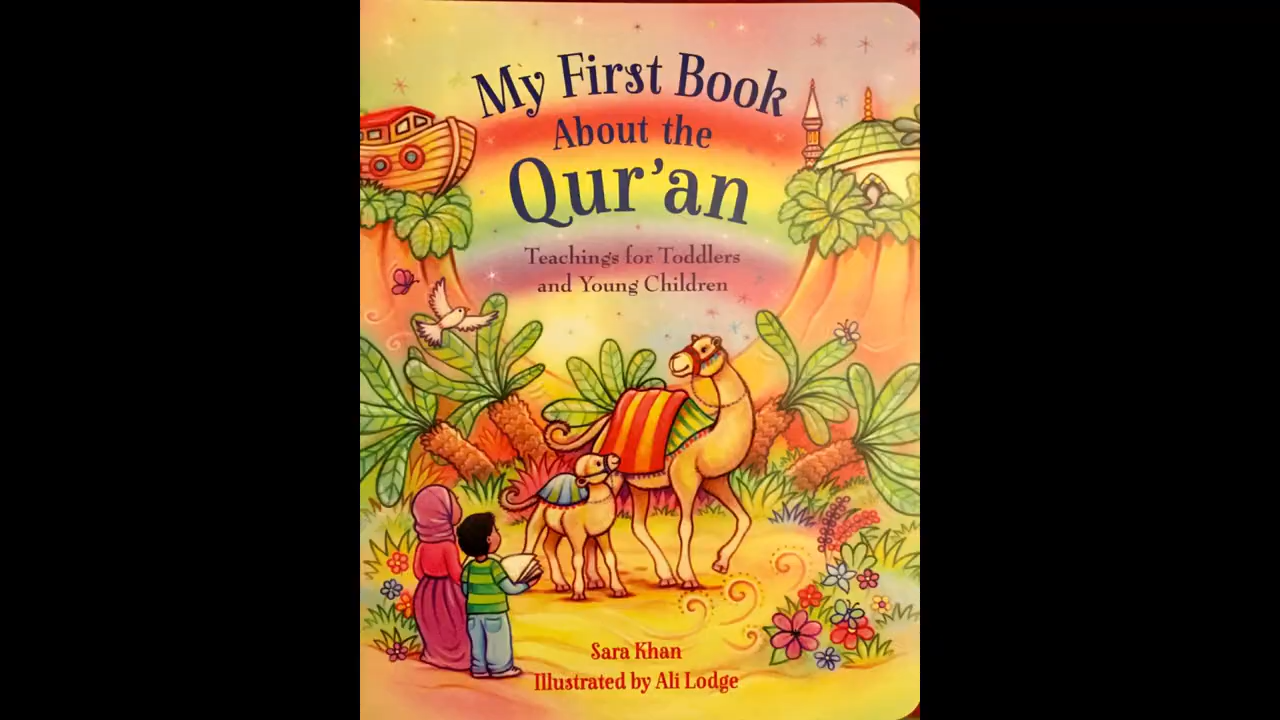 My First Book
About the
Qur'an
Teachings for Toddlers
and Young Children
Sara Khan
Illustrated by Ali Lodge